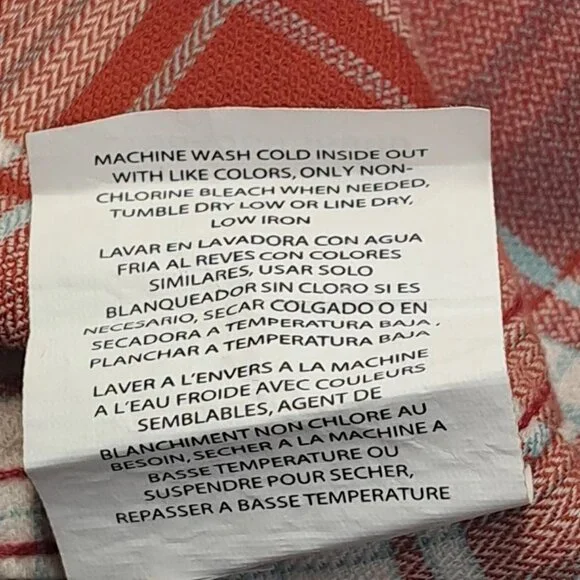 MACHINE WASH COLD INSIDE OUT
WITH LIKE COLORS, ONLY NON-
CHLORINE BLEACH WHEN NEEDED,
TUMBLE DRY LOW OR LINE DRY,
LOW IRON
LAVAR EN LAVADORA CON AGUA
FRIA AL REVES CON COLORES
SIMILARES, USAR SOLO
BLANQUEADOR SIN CLORO SI ES
NECESARIO, SECAR COLGADO O EN
SECADORA A TEMPERATURA BAJA,
PLANCHAR A TEMPERATURA BAJA
LAVER A L'ENVERS A LA MACHINE
A L'EAU FROIDE AVEC COULEURS
SEMBLABLES, AGENT DE
BLANCHIMENT NON CHLORE AU
BESOIN, SECHER A LA MACHINE A
BASSE TEMPERATURE OU
SUSPENDRE POUR SECHER,
REPASSER A BASSE TEMPERATURE